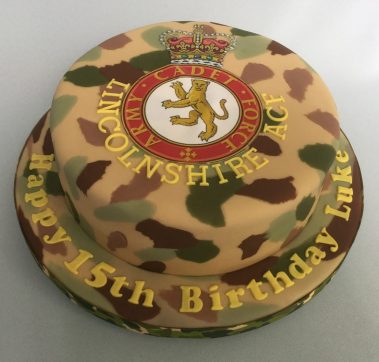 ARMY · CADET · FORCE
LINCOLNSHIRE ACF
Happy 15th Birthday Luke